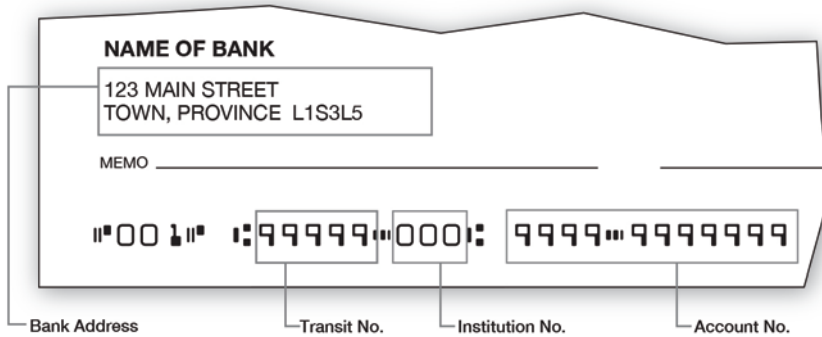 NAME OF BANK
123 MAIN STREET
TOWN, PROVINCE L1S3L5
MEMO
⑈001⑈ ⑆99999⑉000⑆ 9999⑉9999999
Bank Address
Transit No.
Institution No.
Account No.